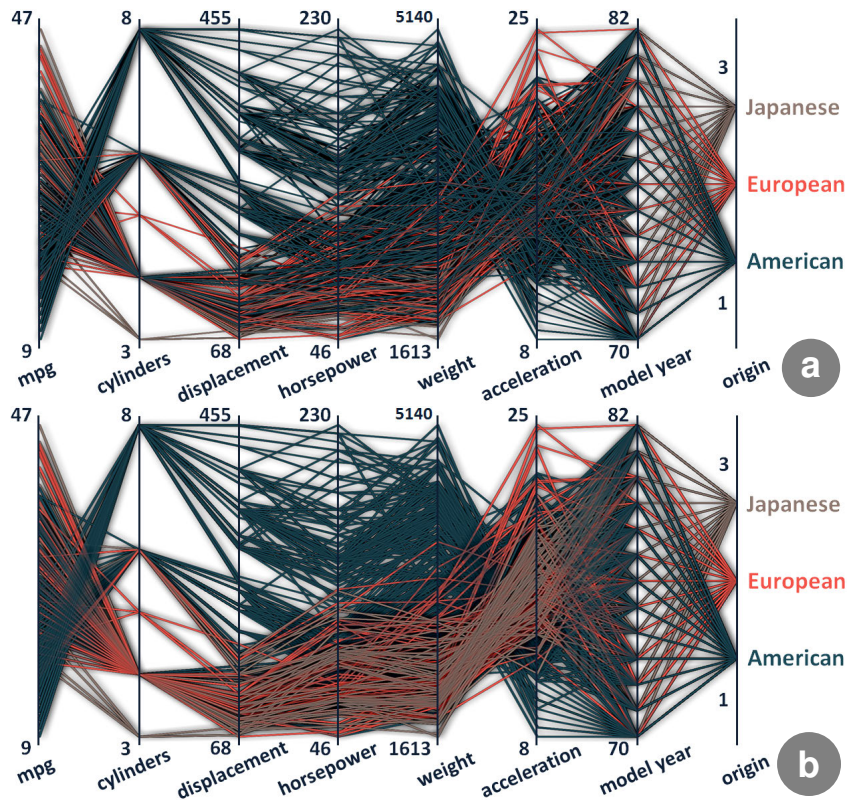 47 8 455 230 5140 25 82
3
Japanese
European
American
1
9 3 68 46 1613 8 70
mpg cylinders displacement horsepower weight acceleration model year origin
a
47 8 455 230 5140 25 82
3
Japanese
European
American
1
9 3 68 46 1613 8 70
mpg cylinders displacement horsepower weight acceleration model year origin
b